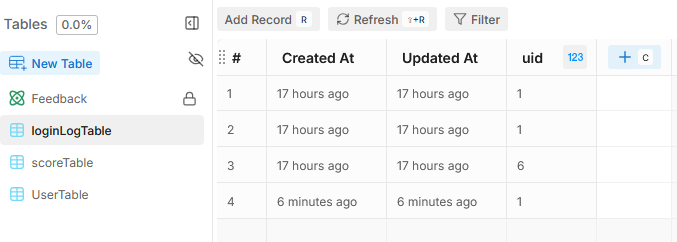 Tables 0.0%
New Table
Feedback
loginLogTable
scoreTable
UserTable
Add Record R Refresh ⇧+R Filter
# Created At Updated At uid 123 + C
1 17 hours ago 17 hours ago 1
2 17 hours ago 17 hours ago 1
3 17 hours ago 17 hours ago 6
4 6 minutes ago 6 minutes ago 1